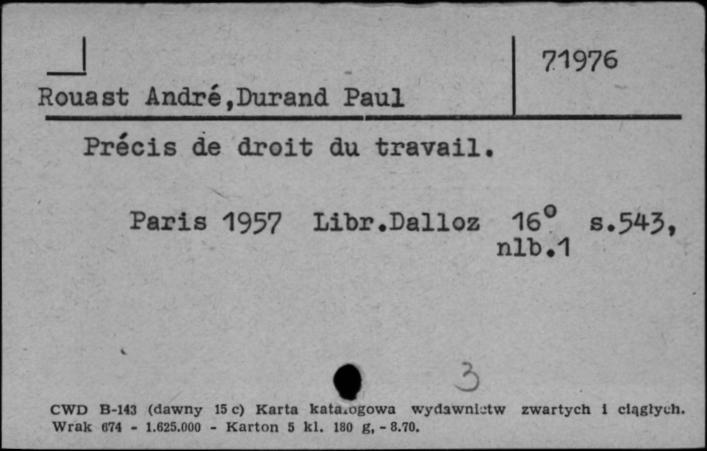 71976
Rouast André,Durand Paul
Précis de droit du travail.
Paris 1957 Libr.Dalloz 16° s.543,
nlb.1
3
CWD B-143 (dawny 15 c) Karta katalogowa wydawnictw zwartych i ciągłych.
Wrak 674 - 1.625.000 - Karton 5 kl. 180 g, - 8.70.